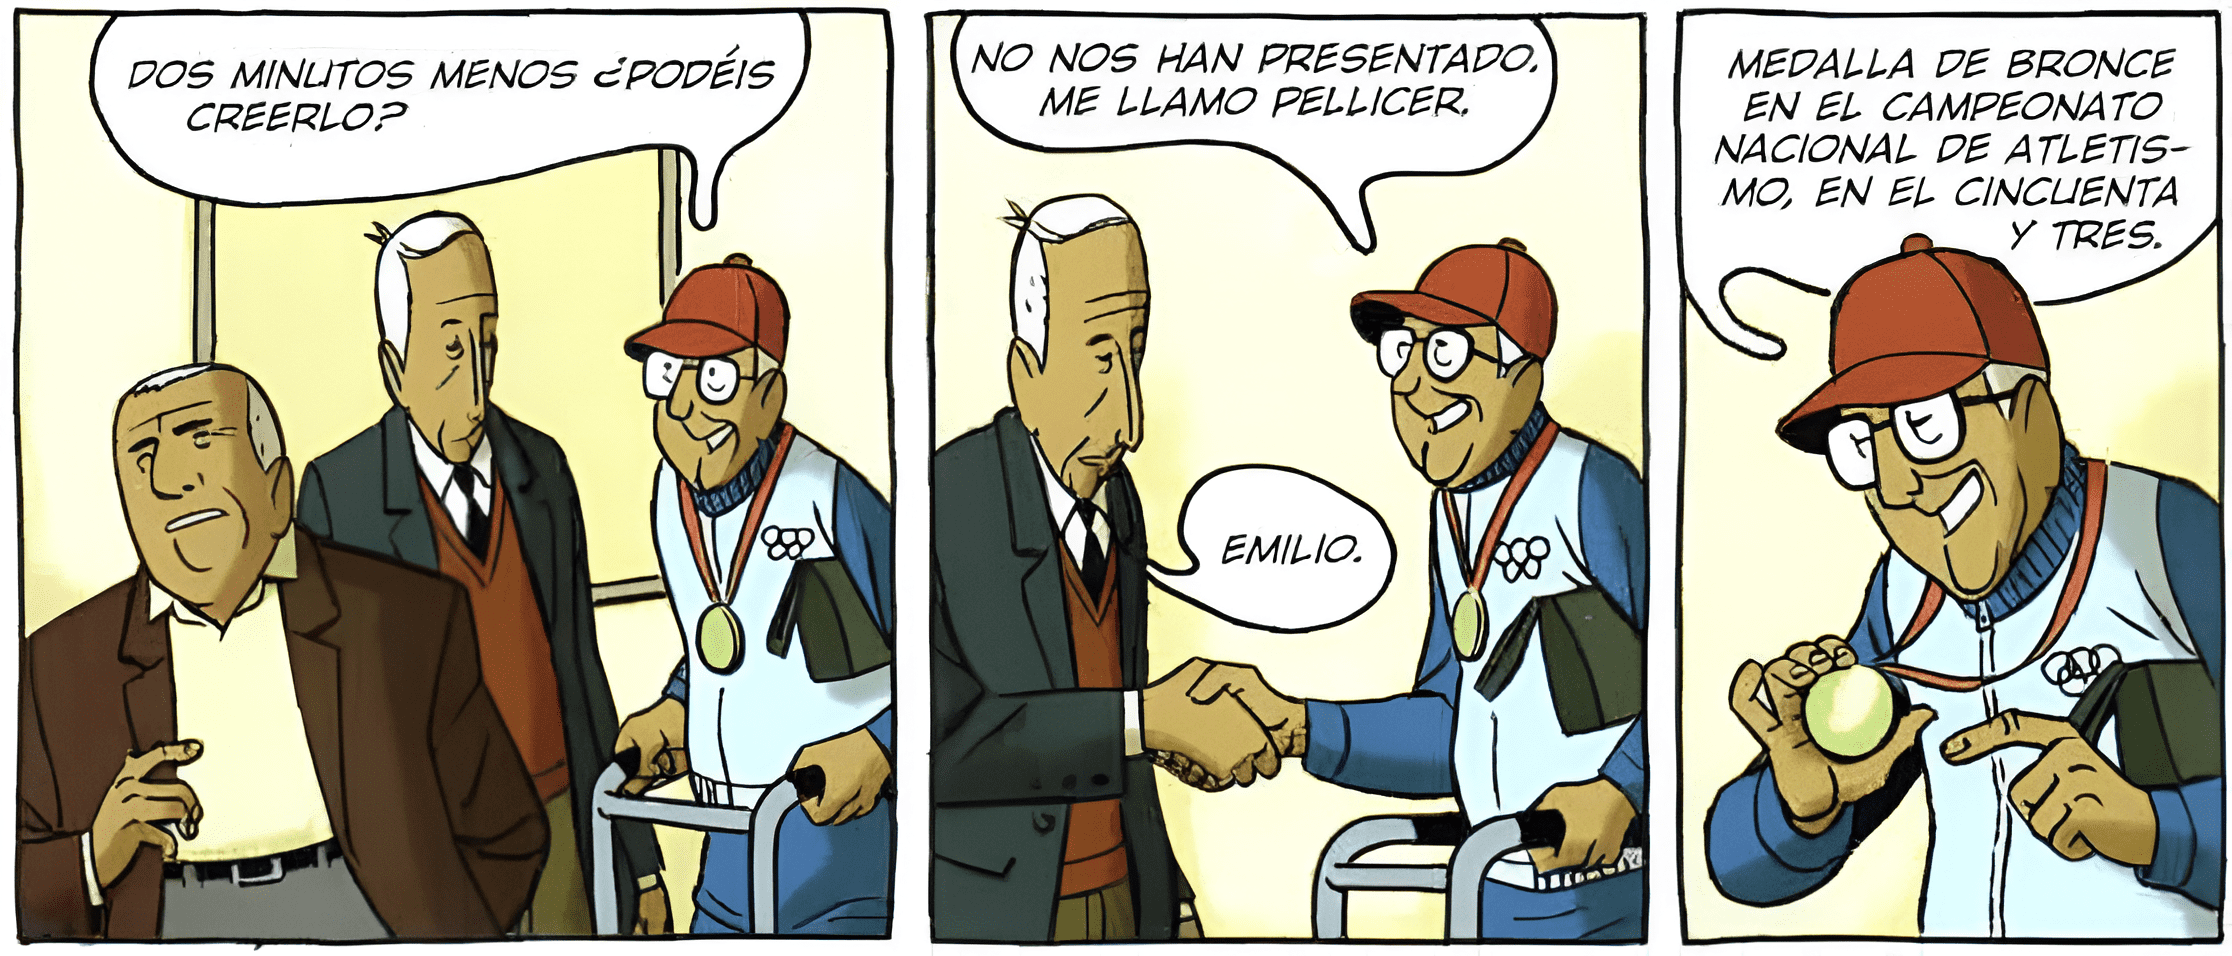 DOS MINUTOS MENOS ¿PODÉIS
CREERLO?
NO NOS HAN PRESENTADO.
ME LLAMO PELLICER.
EMILIO.
MEDALLA DE BRONCE
EN EL CAMPEONATO
NACIONAL DE ATLETIS-
MO, EN EL CINCUENTA
Y TRES.